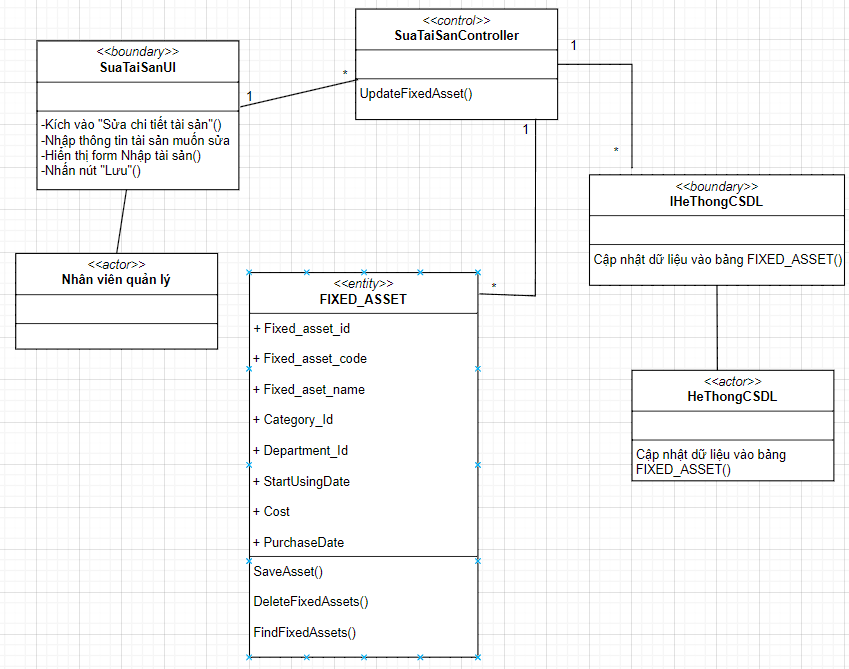 <<control>>
SuaTaiSanController
UpdateFixedAsset()
1
*
1
1
*
<<boundary>>
SuaTaiSanUI
-Kích vào "Sửa chi tiết tài sản"()
-Nhập thông tin tài sản muốn sửa
-Hiển thị form Nhập tài sản()
-Nhấn nút "Lưu"()
<<boundary>>
IHeThongCSDL
Cập nhật dữ liệu vào bảng FIXED_ASSET()
<<actor>>
Nhân viên quản lý
<<entity>>
FIXED_ASSET
*
+ Fixed_asset_id
+ Fixed_asset_code
+ Fixed_aset_name
+ Category_Id
+ Department_Id
+ StartUsingDate
+ Cost
+ PurchaseDate
SaveAsset()
DeleteFixedAssets()
FindFixedAssets()
<<actor>>
HeThongCSDL
Cập nhật dữ liệu vào bảng
FIXED_ASSET()